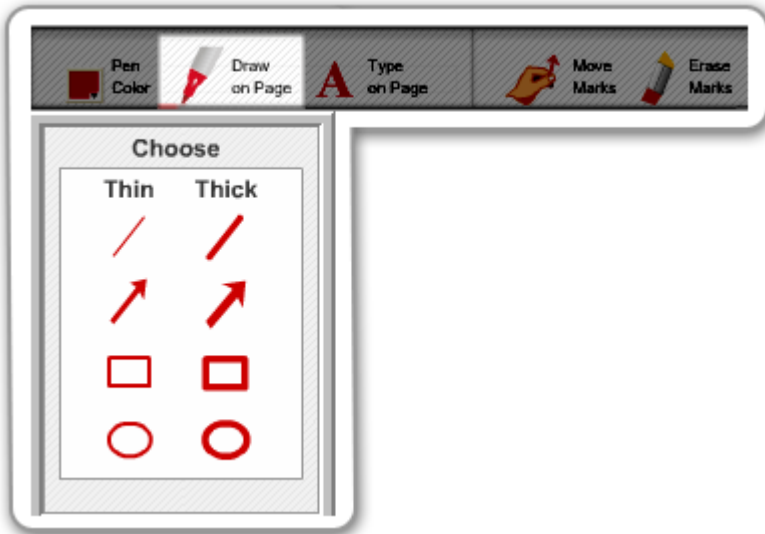 Pen
Color
Draw
on Page
A
Type
on Page
Move
Marks
Erase
Marks
Choose
Thin Thick